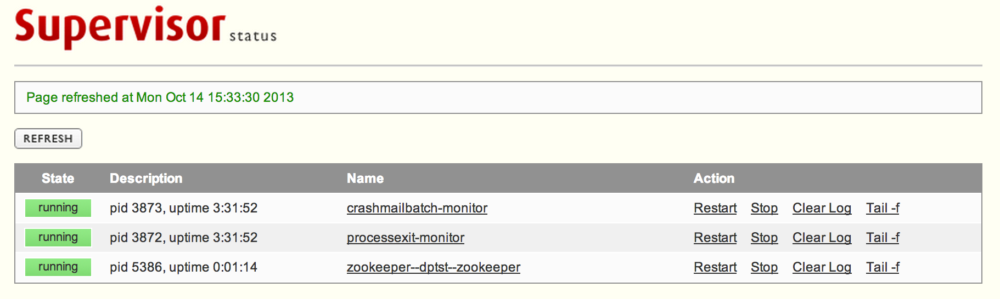 Supervisor status
Page refreshed at Mon Oct 14 15:33:30 2013
REFRESH
State Description Name Action
running pid 3873, uptime 3:31:52 crashmailbatch-monitor Restart Stop Clear Log Tail -f
running pid 3872, uptime 3:31:52 processexit-monitor Restart Stop Clear Log Tail -f
running pid 5386, uptime 0:01:14 zookeeper--dptst--zookeeper Restart Stop Clear Log Tail -f